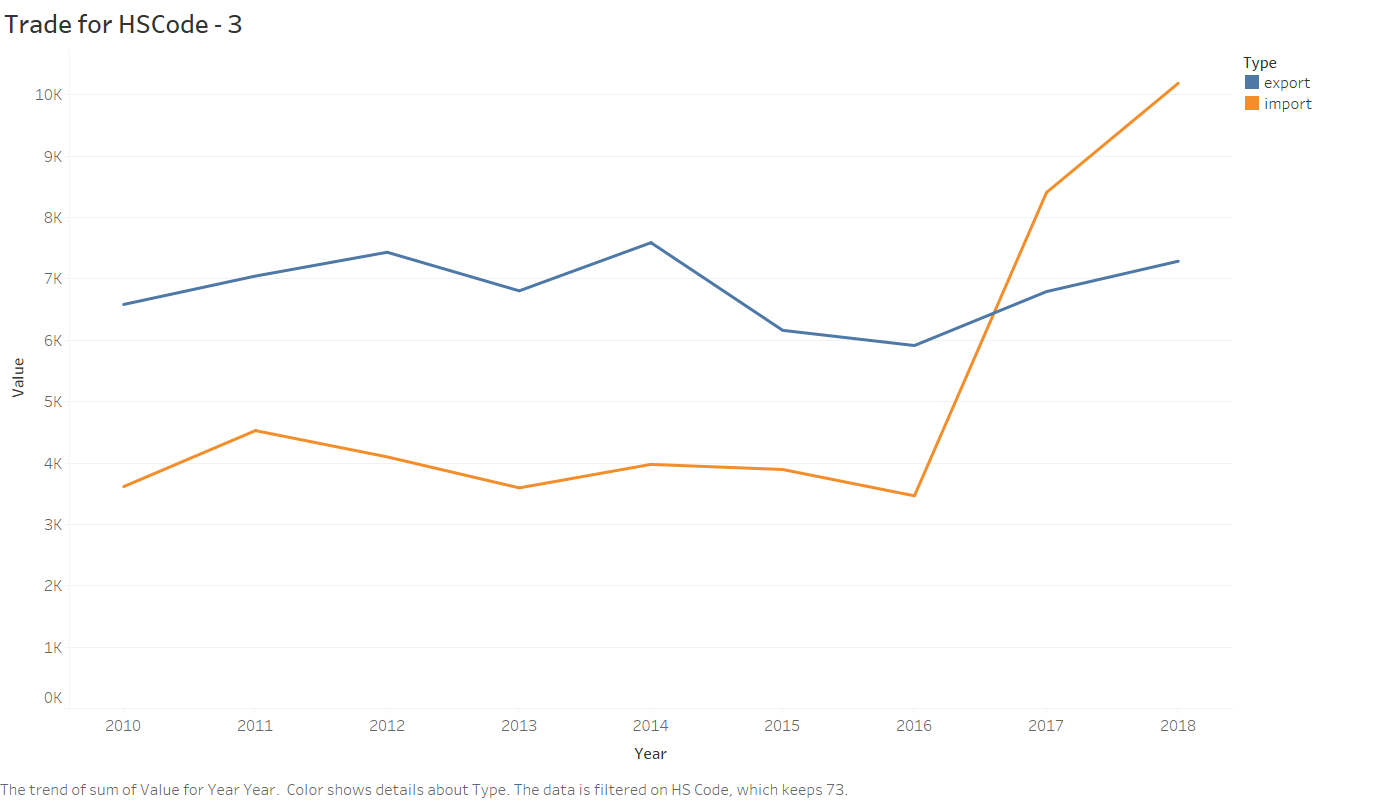 Trade for HSCode - 3
Type
export
import
10K
9K
8K
7K
6K
5K
4K
3K
2K
1K
0K
Value
2010 2011 2012 2013 2014 2015 2016 2017 2018
Year
The trend of sum of Value for Year Year.  Color shows details about Type. The data is filtered on HS Code, which keeps 73.